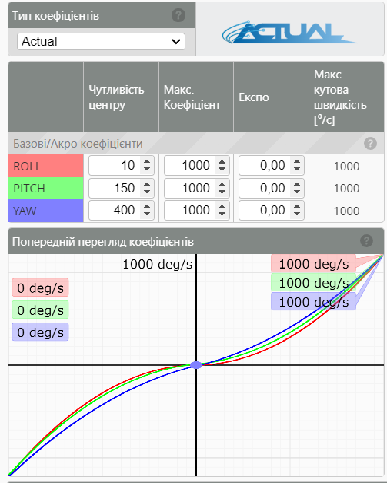 Тип коефіцієнтів
Actual
ACTUAL
Чутливість центру
Макс. Коефіцієнт
Експо
Макс кутова швидкість [°/с]
Базові/Акро коефіцієнти
ROLL 10 1000 0,00 1000
PITCH 150 1000 0,00 1000
YAW 400 1000 0,00 1000
Попередній перегляд коефіцієнтів
1000 deg/s
1000 deg/s
1000 deg/s
1000 deg/s
0 deg/s
0 deg/s
0 deg/s